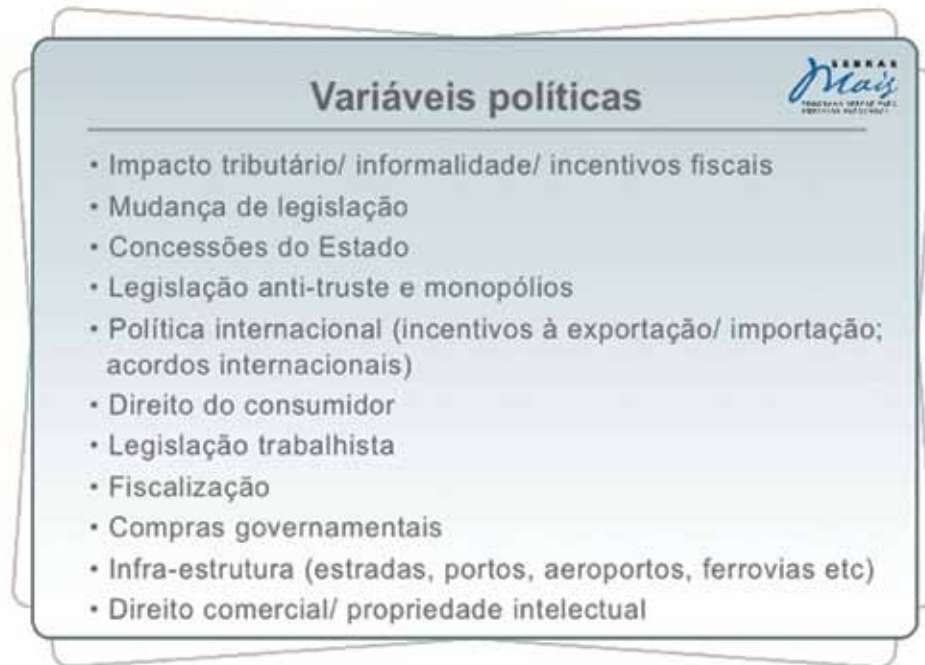 Variáveis políticas
SEBRAE
Mais
• Impacto tributário/ informalidade/ incentivos fiscais
• Mudança de legislação
• Concessões do Estado
• Legislação anti-truste e monopólios
• Política internacional (incentivos à exportação/ importação;
acordos internacionais)
• Direito do consumidor
• Legislação trabalhista
• Fiscalização
• Compras governamentais
• Infra-estrutura (estradas, portos, aeroportos, ferrovias etc)
• Direito comercial/ propriedade intelectual